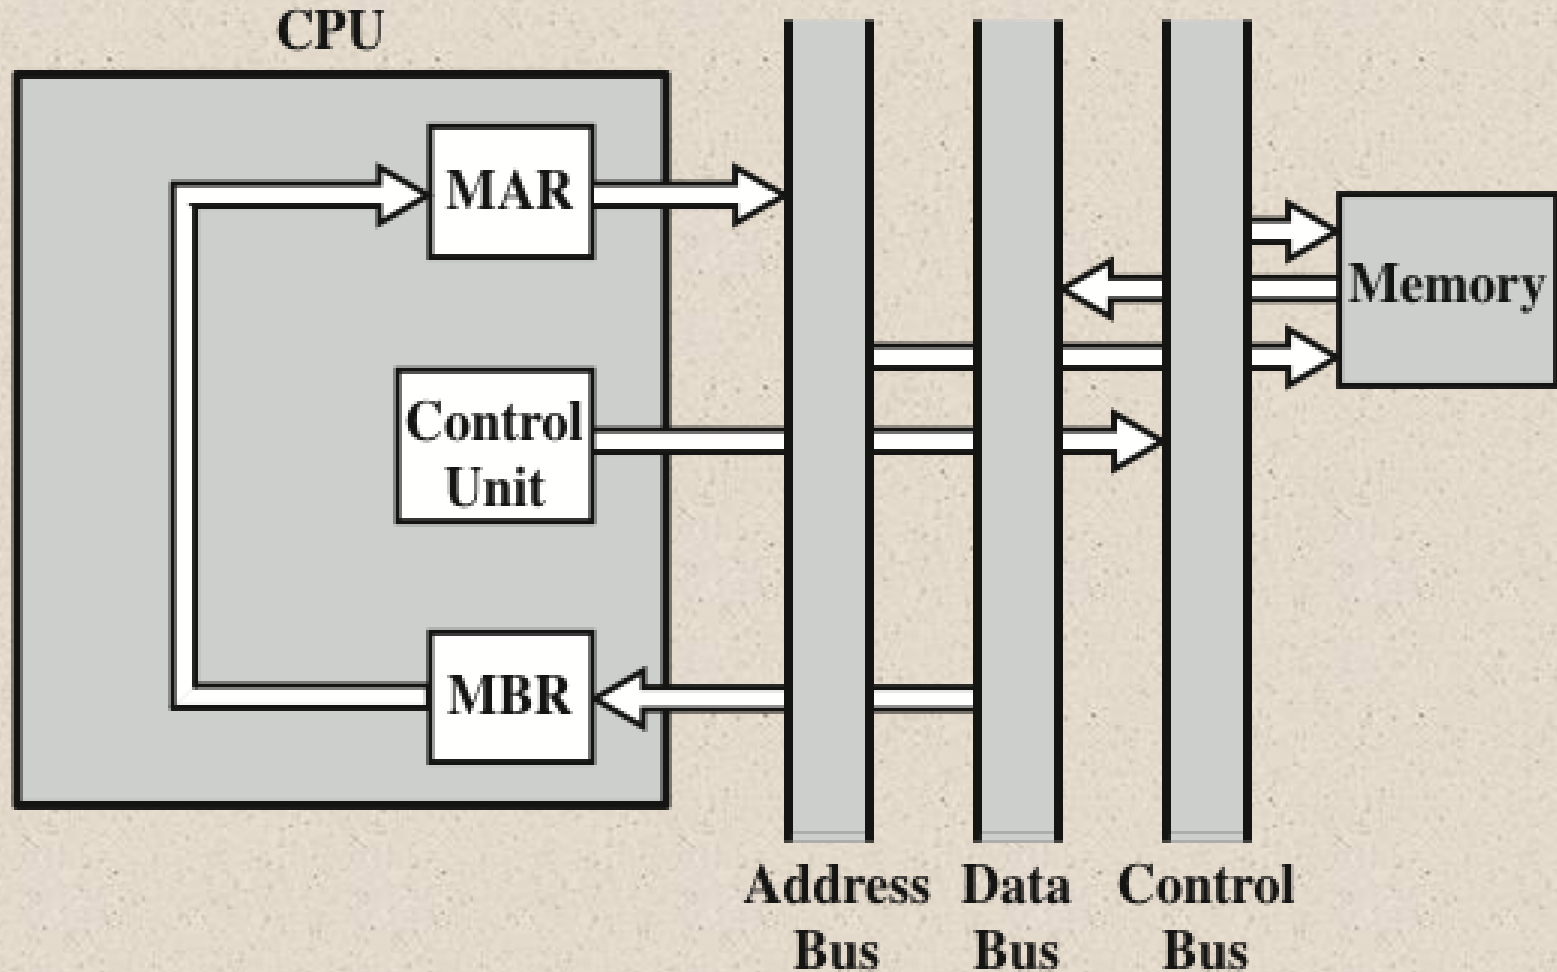 CPU
MAR
Memory
Control
Unit
MBR
Address
Bus
Data
Bus
Control
Bus